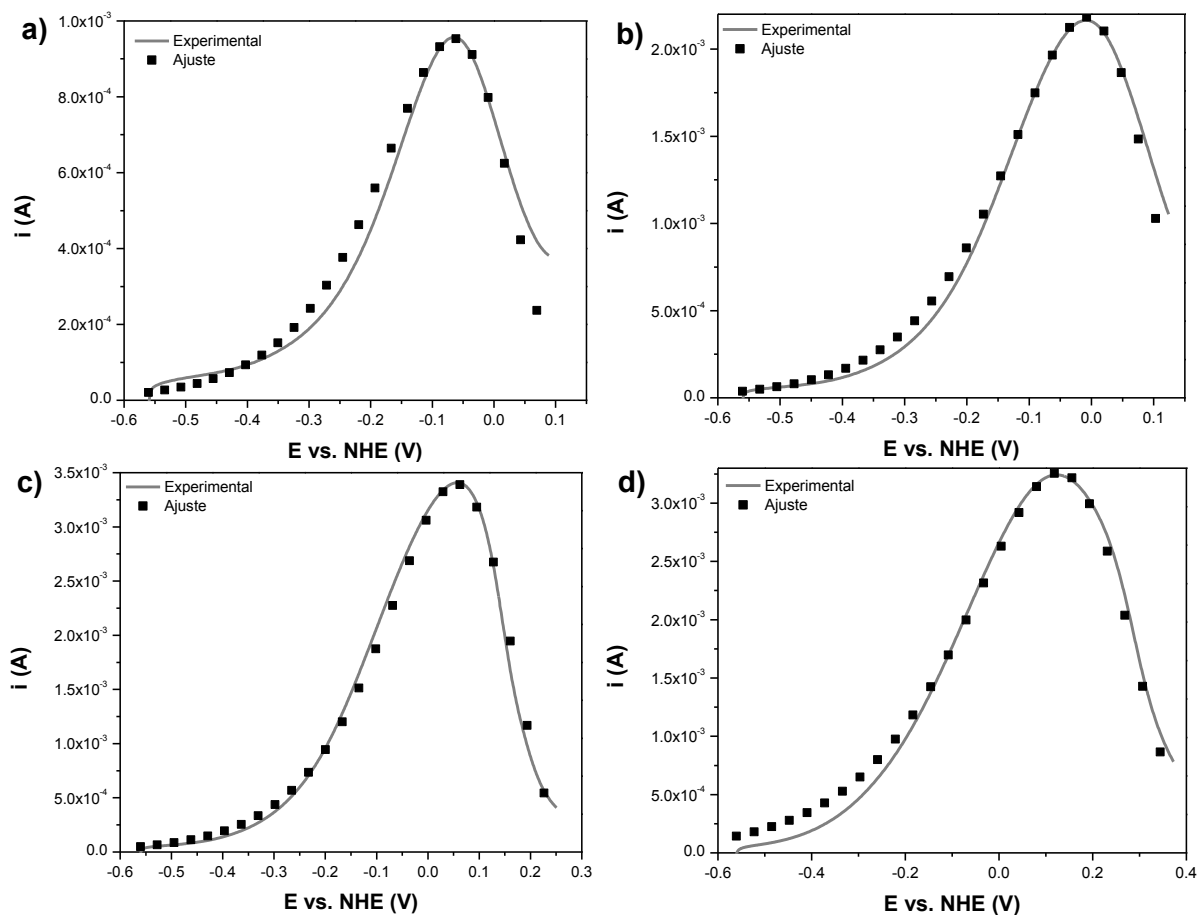 a)
Experimental
Ajuste
1.0x10⁻³
8.0x10⁻⁴
6.0x10⁻⁴
4.0x10⁻⁴
2.0x10⁻⁴
0.0
i (A)
-0.6 -0.5 -0.4 -0.3 -0.2 -0.1 0.0 0.1
E vs. NHE (V)
b)
Experimental
Ajuste
2.0x10⁻³
1.5x10⁻³
1.0x10⁻³
5.0x10⁻⁴
0.0
i (A)
-0.6 -0.5 -0.4 -0.3 -0.2 -0.1 0.0 0.1
E vs. NHE (V)
c)
Experimental
Ajuste
3.5x10⁻³
3.0x10⁻³
2.5x10⁻³
2.0x10⁻³
1.5x10⁻³
1.0x10⁻³
5.0x10⁻⁴
0.0
i (A)
-0.6 -0.5 -0.4 -0.3 -0.2 -0.1 0.0 0.1 0.2 0.3
E vs. NHE (V)
d)
Experimental
Ajuste
3.0x10⁻³
2.5x10⁻³
2.0x10⁻³
1.5x10⁻³
1.0x10⁻³
5.0x10⁻⁴
0.0
i (A)
-0.6 -0.4 -0.2 0.0 0.2 0.4
E vs. NHE (V)